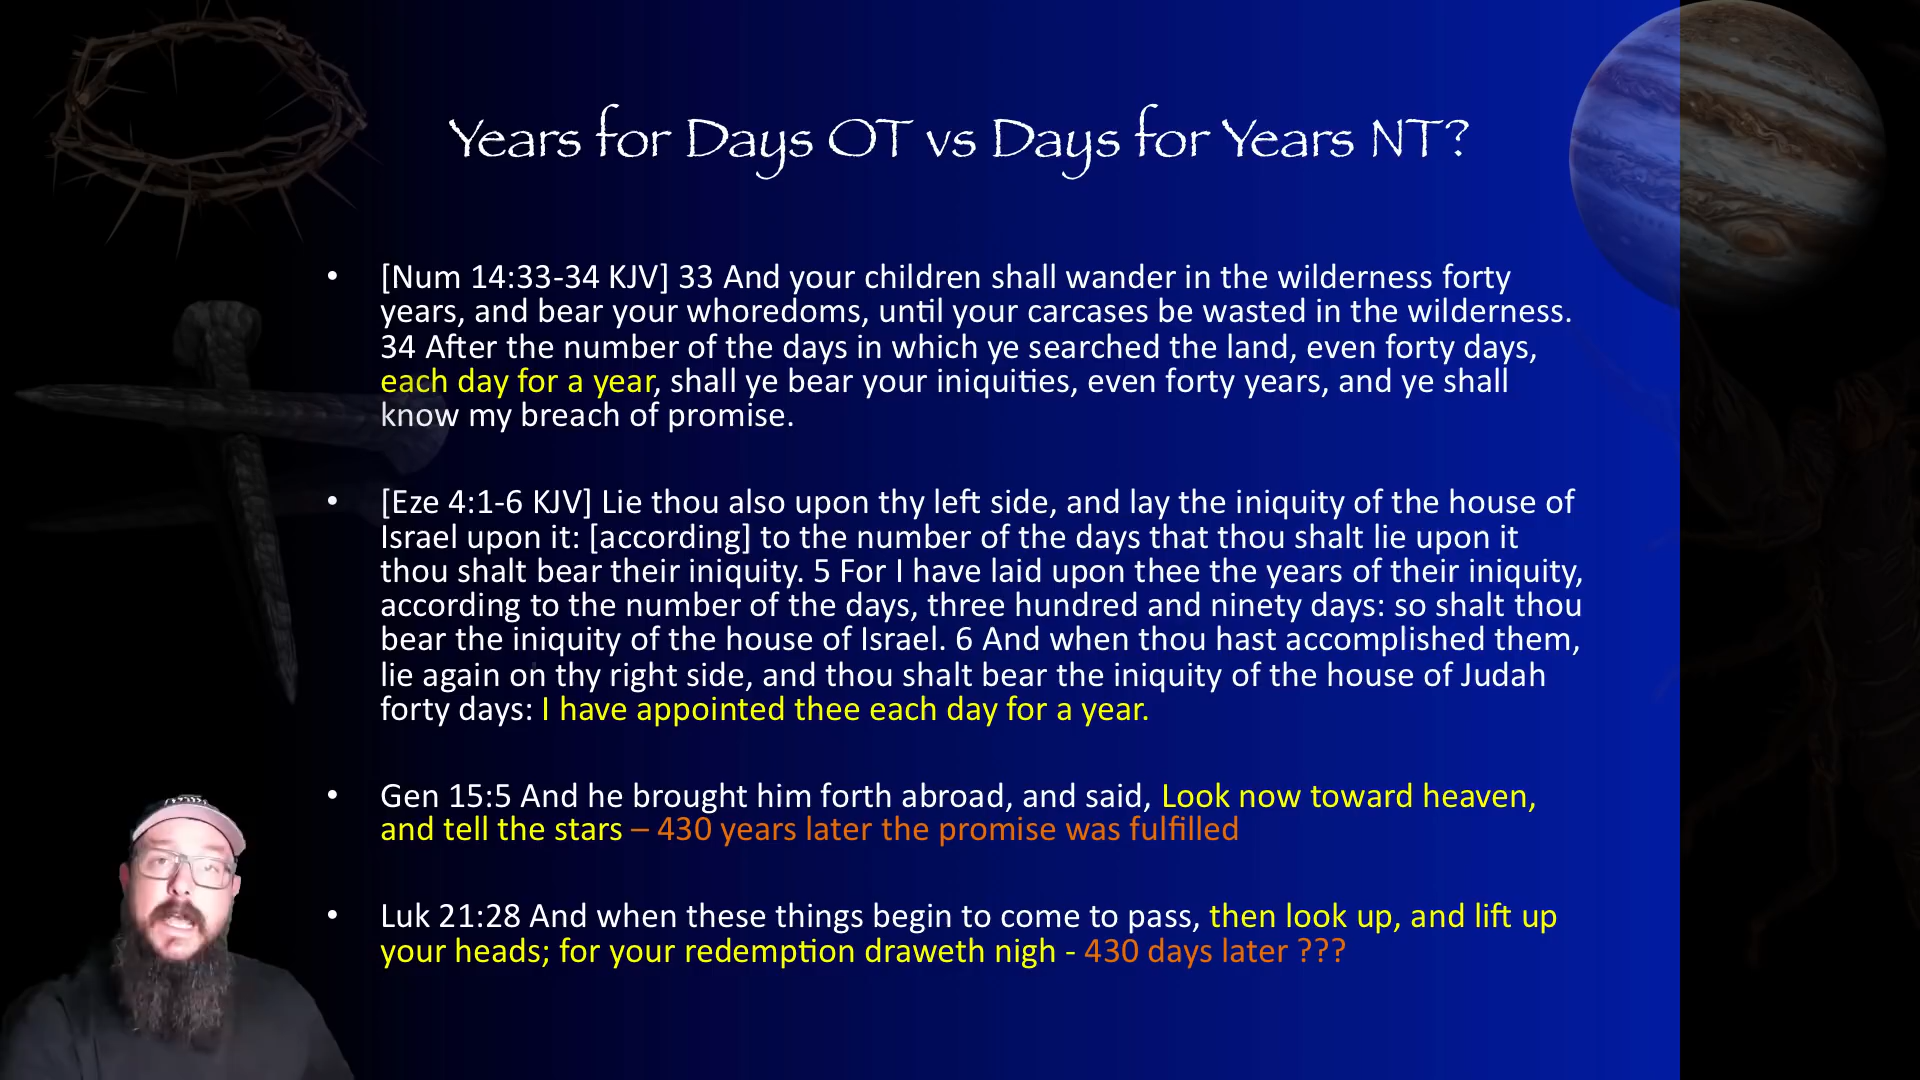 Years for Days OT vs Days for Years NT?
• [Num 14:33-34 KJV] 33 And your children shall wander in the wilderness forty
years, and bear your whoredoms, until your carcases be wasted in the wilderness.
34 After the number of the days in which ye searched the land, even forty days,
each day for a year, shall ye bear your iniquities, even forty years, and ye shall
know my breach of promise.
• [Eze 4:1-6 KJV] Lie thou also upon thy left side, and lay the iniquity of the house of
Israel upon it: [according] to the number of the days that thou shalt lie upon it
thou shalt bear their iniquity. 5 For I have laid upon thee the years of their iniquity,
according to the number of the days, three hundred and ninety days: so shalt thou
bear the iniquity of the house of Israel. 6 And when thou hast accomplished them,
lie again on thy right side, and thou shalt bear the iniquity of the house of Judah
forty days: I have appointed thee each day for a year.
• Gen 15:5 And he brought him forth abroad, and said, Look now toward heaven,
and tell the stars – 430 years later the promise was fulfilled
• Luk 21:28 And when these things begin to come to pass, then look up, and lift up
your heads; for your redemption draweth nigh - 430 days later ???